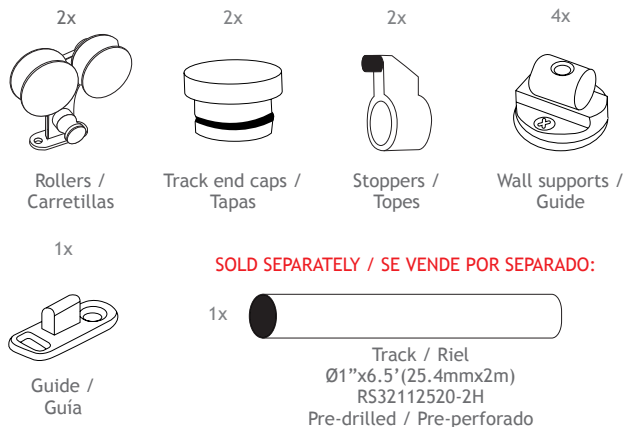 2x
2x
2x
4x
Rollers /
Carretillas
Track end caps /
Tapas
Stoppers /
Topes
Wall supports /
Guide
1x
SOLD SEPARATELY / SE VENDE POR SEPARADO:
1x
Guide /
Guía
Track / Riel
Ø1”x6.5’(25.4mmx2m)
RS32112520-2H
Pre-drilled / Pre-perforado